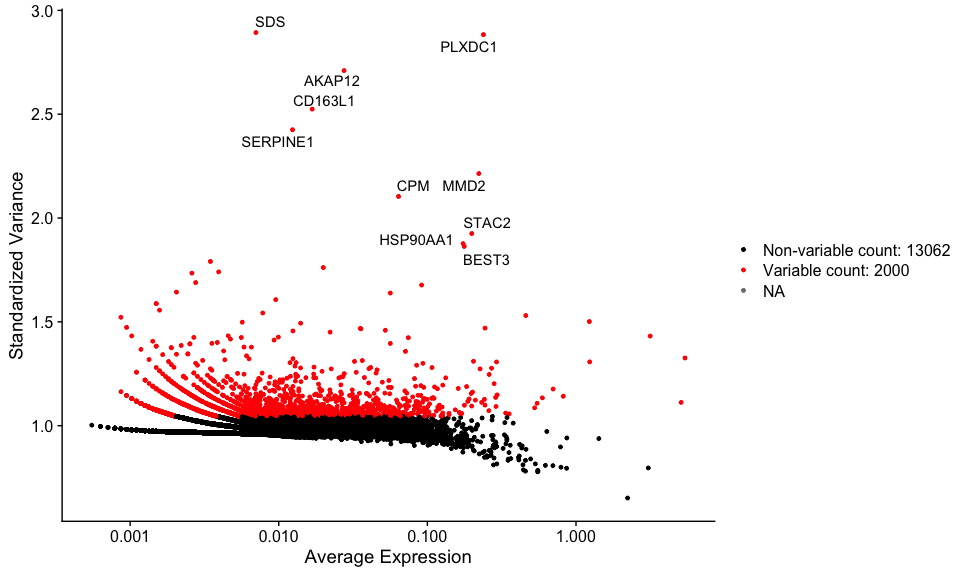 3.0
2.5
2.0
1.5
1.0
Standardized Variance
SDS
PLXDC1
AKAP12
CD163L1
SERPINE1
CPM
MMD2
STAC2
HSP90AA1
BEST3
Non-variable count: 13062
Variable count: 2000
NA
0.001
0.010
0.100
1.000
Average Expression